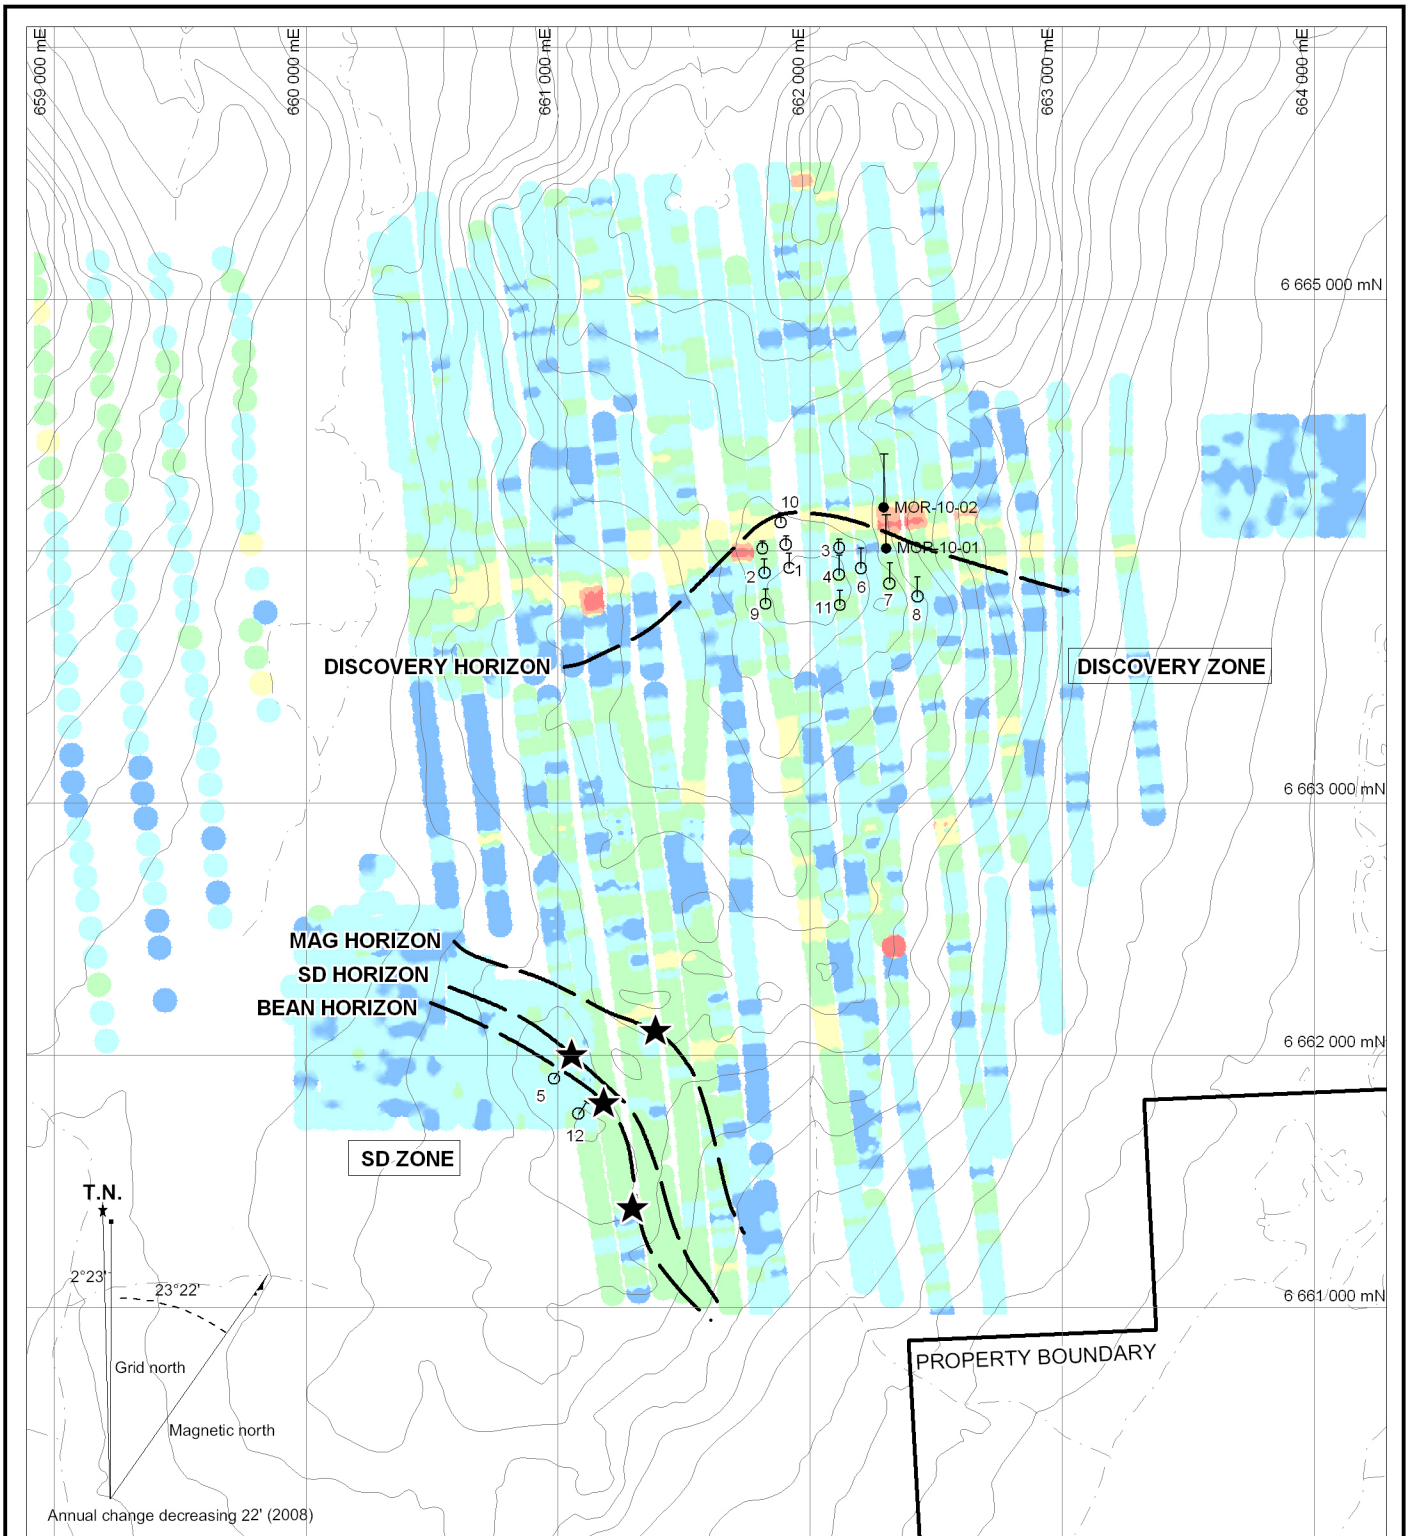 659 000 mE
660 000 mE
661 000 mE
662 000 mE
663 000 mE
664 000 mE
6 665 000 mN
10
MOR-10-02
3
MOR-10-01
2
1
4
6
7
8
9
11
DISCOVERY HORIZON
DISCOVERY ZONE
6 663 000 mN
MAG HORIZON
SD HORIZON
BEAN HORIZON
6 662 000 mN
5
12
SD ZONE
T.N.
2°23'
23°22'
6 661 000 mN
PROPERTY BOUNDARY
Grid north
Magnetic north
Annual change decreasing 22' (2008)